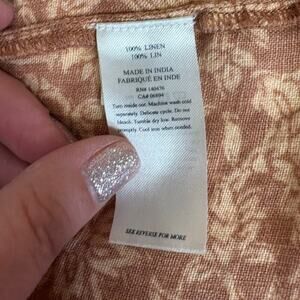 100% LINEN
100% LIN
MADE IN INDIA
FABRIQUÉ EN INDE
RN# 140476
CA# 06894
Turn inside out. Machine wash cold
separately. Delicate cycle. Do not
bleach. Tumble dry low. Remove
promptly. Cool iron when needed.
SEE REVERSE FOR MORE